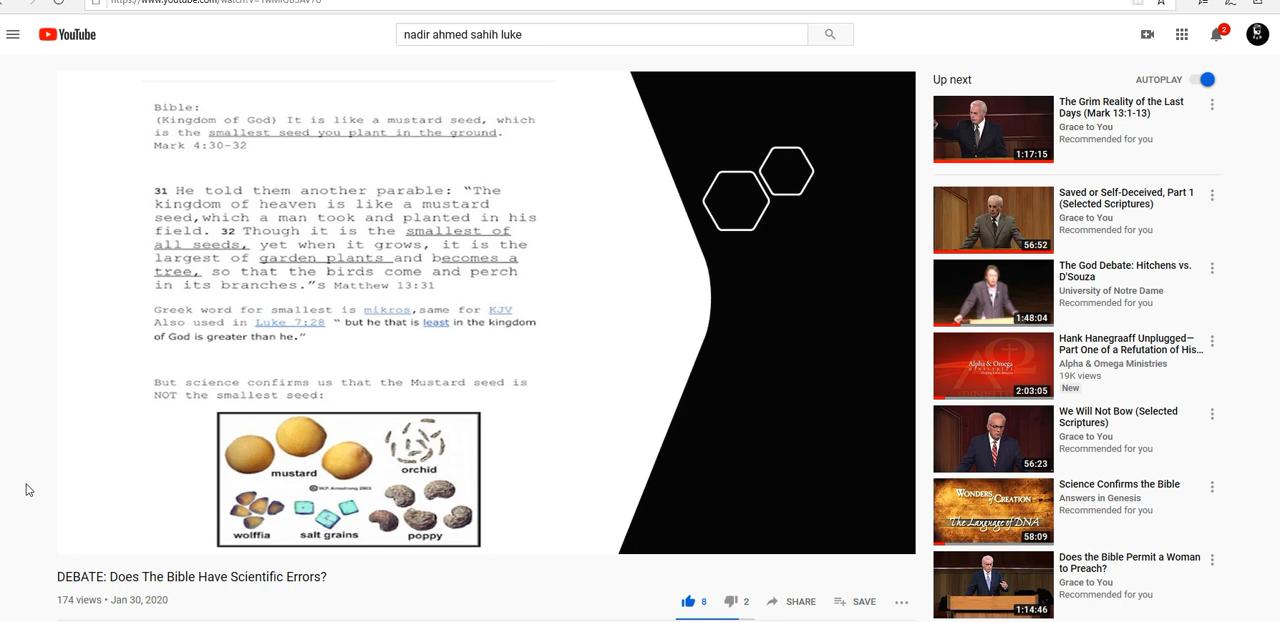 YouTube
nadir ahmed sahih luke
2
Bible:
(Kingdom of God) It is like a mustard seed, which
is the smallest seed you plant in the ground.
Mark 4:30-32
31 He told them another parable: “The
kingdom of heaven is like a mustard
seed,which a man took and planted in his
field. 32 Though it is the smallest of
all seeds, yet when it grows, it is the
largest of garden plants and becomes a
tree, so that the birds come and perch
in its branches.”s Matthew 13:31
Greek word for smallest is mikros,same for KJV
Also used in Luke 7:28 “ but he that is least in the kingdom
of God is greater than he.”
But science confirms us that the Mustard seed is
NOT the smallest seed:
mustard
orchid
© W.P. Armstrong 2003
wolffia
salt grains
poppy
DEBATE: Does The Bible Have Scientific Errors?
174 views • Jan 30, 2020
8
2
SHARE
SAVE
Up next
AUTOPLAY
The Grim Reality of the Last
Days (Mark 13:1-13)
Grace to You
Recommended for you
1:17:15
Saved or Self-Deceived, Part 1
(Selected Scriptures)
Grace to You
Recommended for you
56:52
The God Debate: Hitchens vs.
D'Souza
University of Notre Dame
Recommended for you
1:48:04
Hank Hanegraaff Unplugged—
Part One of a Refutation of His...
Alpha & Omega Ministries
19K views
New
Alpha & Omega
2:03:05
We Will Not Bow (Selected
Scriptures)
Grace to You
Recommended for you
56:23
Science Confirms the Bible
Answers in Genesis
Recommended for you
WONDERS
OF CREATION
The Language of DNA
58:09
Does the Bible Permit a Woman
to Preach?
Grace to You
Recommended for you
1:14:46